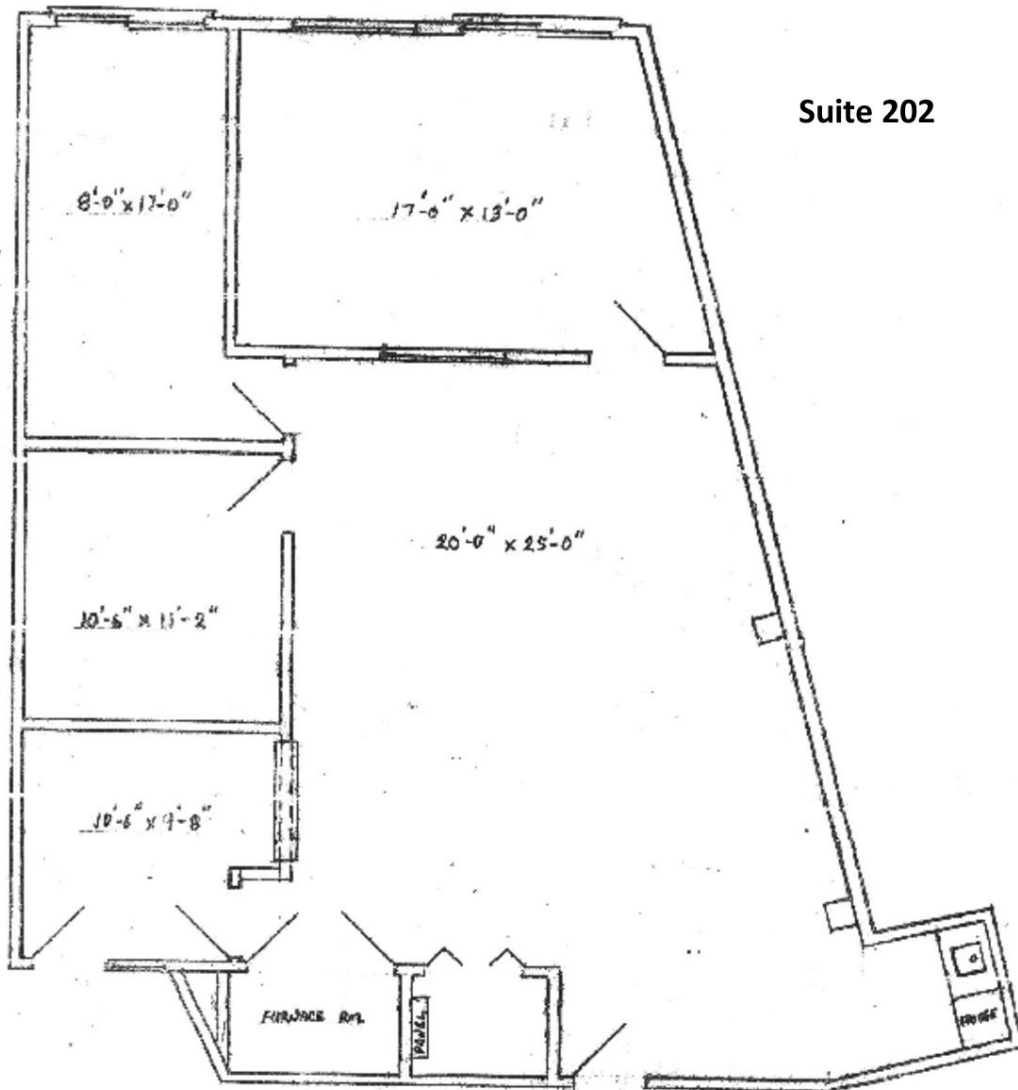 Suite 202
8'-0" x 17'-0"
17'-0" x 13'-0"
20'-0" x 25'-0"
10'-6" x 11'-2"
10'-6" x 9'-8"
FURNACE RM.
PANEL
FRIDGE